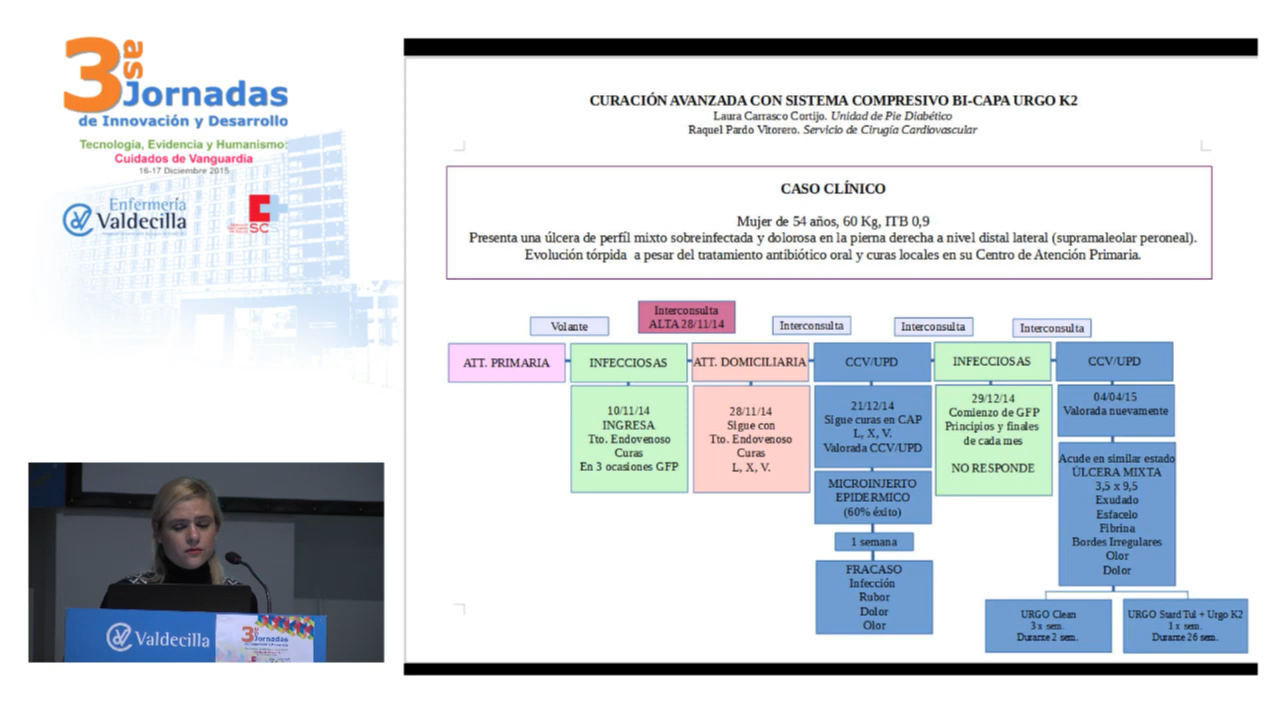 3as Jornadas
de Innovación y Desarrollo
Tecnología, Evidencia y Humanismo:
Cuidados de Vanguardia
16-17 Diciembre 2015
Enfermería
Valdecilla
SC
CURACIÓN AVANZADA CON SISTEMA COMPRESIVO BI-CAPA URGO K2
Laura Carrasco Cortijo. Unidad de Pie Diabético
Raquel Pardo Vitorero. Servicio de Cirugía Cardiovascular
CASO CLÍNICO
Mujer de 54 años, 60 Kg, ITB 0,9
Presenta una úlcera de perfil mixto sobreinfectada y dolorosa en la pierna derecha a nivel distal lateral (supramaleolar peroneal).
Evolución tórpida a pesar del tratamiento antibiótico oral y curas locales en su Centro de Atención Primaria.
Volante
Interconsulta
ALTA 28/11/14
Interconsulta
Interconsulta
Interconsulta
ATT. PRIMARIA
INFECCIOSAS
ATT. DOMICILIARIA
CCV/UPD
INFECCIOSAS
CCV/UPD
10/11/14
INGRESA
Tto. Endovenoso
Curas
En 3 ocasiones GFP
28/11/14
Sigue con
Tto. Endovenoso
Curas
L, X, V.
21/12/14
Sigue curas en CAP
L, X, V.
Valorada CCV/UPD
MICROINJERTO
EPIDERMICO
(60% éxito)
1 semana
FRACASO
Infección
Rubor
Dolor
Olor
29/12/14
Comienzo de GFP
Principios y finales
de cada mes
NO RESPONDE
04/04/15
Valorada nuevamente
Acude en similar estado
ÚLCERA MIXTA
3,5 x 9,5
Exudado
Esfacelo
Fibrina
Bordes Irregulares
Olor
Dolor
URGO Clean
3 x sem.
Durante 2 sem.
URGO Stard Tul + Urgo K2
1 x sem.
Durante 26 sem.
Valdecilla
3as Jornadas